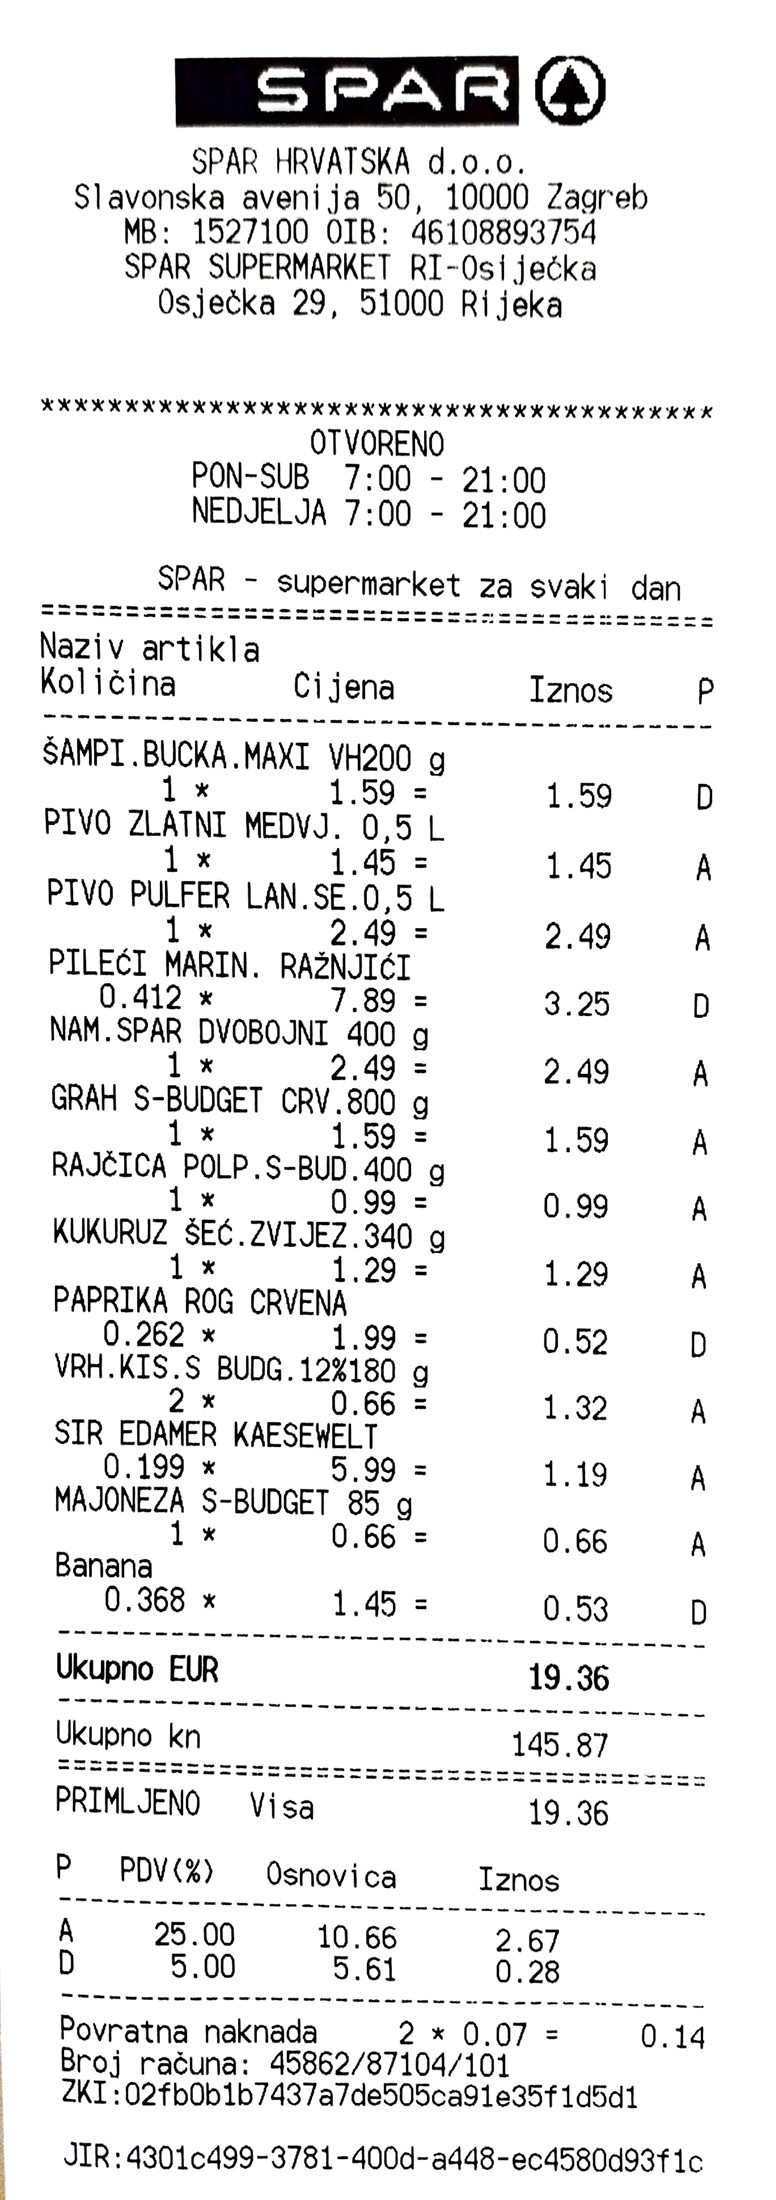 SPAR
SPAR HRVATSKA d.o.o.
Slavonska avenija 50, 10000 Zagreb
MB: 1527100 OIB: 46108893754
SPAR SUPERMARKET RI-Osiječka
Osječka 29, 51000 Rijeka
*****************************************
OTVORENO
PON-SUB 7:00 - 21:00
NEDJELJA 7:00 - 21:00
SPAR - supermarket za svaki dan
=========================================
Naziv artikla
Količina Cijena Iznos P
-----------------------------------------
ŠAMPI.BUCKA.MAXI VH200 g
1 * 1.59 = 1.59 D
PIVO ZLATNI MEDVJ. 0,5 L
1 * 1.45 = 1.45 A
PIVO PULFER LAN.SE.0,5 L
1 * 2.49 = 2.49 A
PILEĆI MARIN. RAŽNJIĆI
0.412 * 7.89 = 3.25 D
NAM.SPAR DVOBOJNI 400 g
1 * 2.49 = 2.49 A
GRAH S-BUDGET CRV.800 g
1 * 1.59 = 1.59 A
RAJČICA POLP.S-BUD.400 g
1 * 0.99 = 0.99 A
KUKURUZ ŠEĆ.ZVIJEZ.340 g
1 * 1.29 = 1.29 A
PAPRIKA ROG CRVENA
0.262 * 1.99 = 0.52 D
VRH.KIS.S BUDG.12%180 g
2 * 0.66 = 1.32 A
SIR EDAMER KAESEWELT
0.199 * 5.99 = 1.19 A
MAJONEZA S-BUDGET 85 g
1 * 0.66 = 0.66 A
Banana
0.368 * 1.45 = 0.53 D
-----------------------------------------
Ukupno EUR 19.36
-----------------------------------------
Ukupno kn 145.87
=========================================
PRIMLJENO Visa 19.36
P PDV(%) Osnovica Iznos
-----------------------------------------
A 25.00 10.66 2.67
D 5.00 5.61 0.28
-----------------------------------------
Povratna naknada 2 * 0.07 = 0.14
Broj računa: 45862/87104/101
ZKI:02fb0b1b7437a7de505ca91e35f1d5d1
JIR:4301c499-3781-400d-a448-ec4580d93f1c